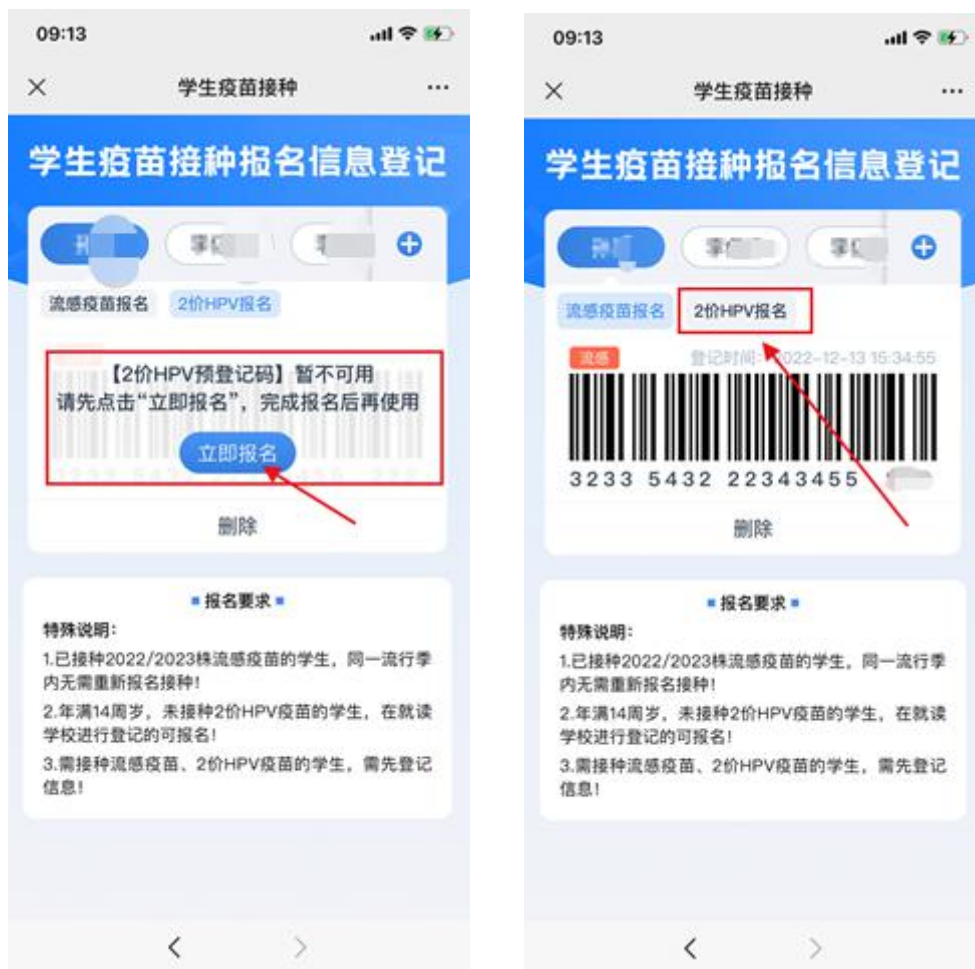 09:13
学生疫苗接种
学生疫苗接种报名信息登记
流感疫苗报名 2价HPV报名
【2价HPV预登记码】暂不可用
请先点击“立即报名”，完成报名后再使用
立即报名
删除
报名要求
特殊说明：
1.已接种2022/2023株流感疫苗的学生，同一流行季
内无需重新报名接种！
2.年满14周岁，未接种2价HPV疫苗的学生，在就读
学校进行登记的可报名！
3.需接种流感疫苗、2价HPV疫苗的学生，需先登记
信息！
09:13
学生疫苗接种
学生疫苗接种报名信息登记
流感疫苗报名 2价HPV报名
流感 登记时间：2022-12-13 15:34:55
3233 5432 22343455
删除
报名要求
特殊说明：
1.已接种2022/2023株流感疫苗的学生，同一流行季
内无需重新报名接种！
2.年满14周岁，未接种2价HPV疫苗的学生，在就读
学校进行登记的可报名！
3.需接种流感疫苗、2价HPV疫苗的学生，需先登记
信息！